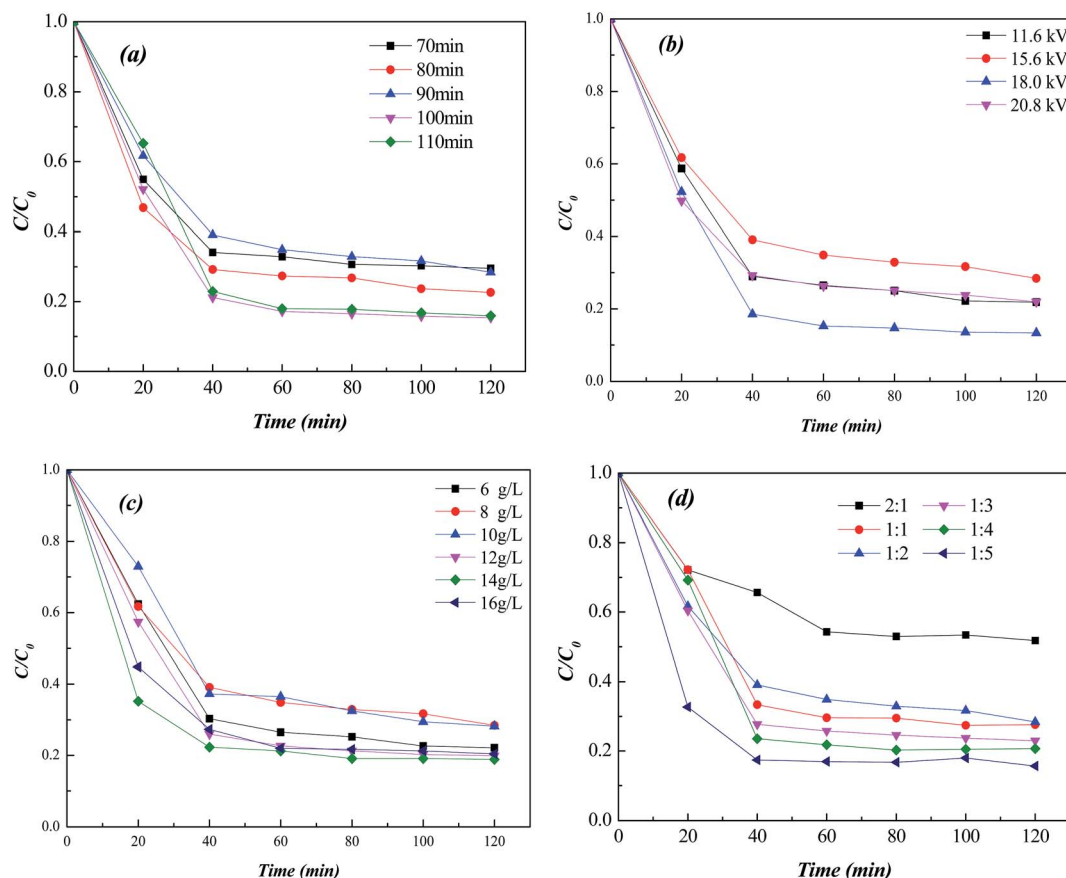 (a)
70min
80min
90min
100min
110min
C/C0
1.0
0.8
0.6
0.4
0.2
0.0
0 20 40 60 80 100 120
Time (min)
(b)
11.6 kV
15.6 kV
18.0 kV
20.8 kV
C/C0
1.0
0.8
0.6
0.4
0.2
0.0
0 20 40 60 80 100 120
Time (min)
(c)
6 g/L
8 g/L
10g/L
12g/L
14g/L
16g/L
C/C0
1.0
0.8
0.6
0.4
0.2
0.0
0 20 40 60 80 100 120
Time (min)
(d)
2:1 1:3
1:1 1:4
1:2 1:5
C/C0
1.0
0.8
0.6
0.4
0.2
0.0
0 20 40 60 80 100 120
Time (min)